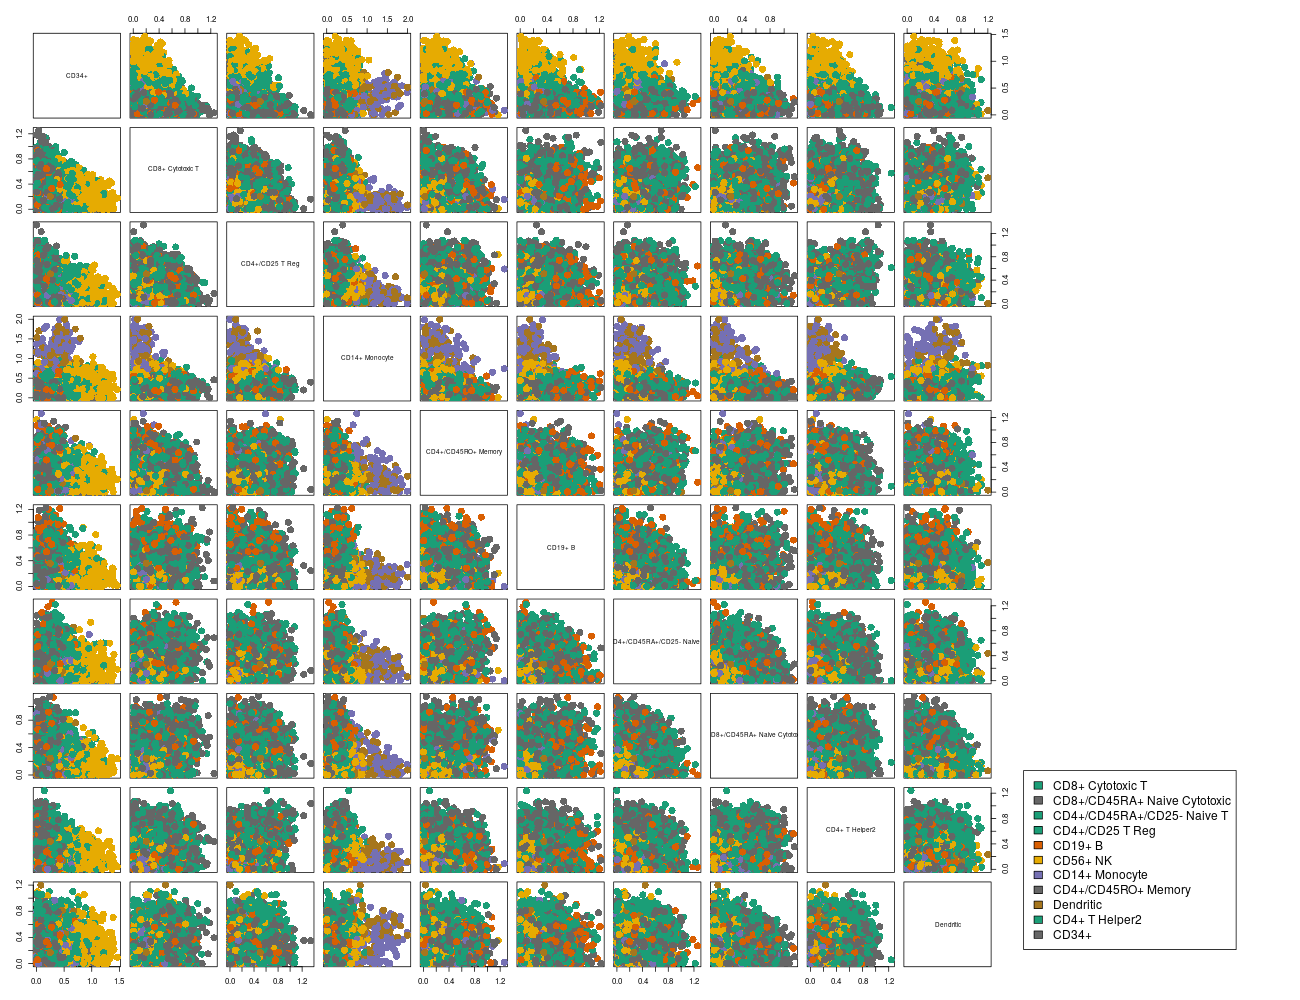 0.0 0.4 0.8 1.2
0.0 0.5 1.0 1.5 2.0
0.0 0.4 0.8 1.2
0.0 0.4 0.8
0.0 0.4 0.8 1.2
CD34+
0.0 0.5 1.0 1.5
CD8+ Cytotoxic T
0.0 0.4 0.8 1.2
CD4+/CD25 T Reg
0.0 0.4 0.8 1.2
CD14+ Monocyte
0.0 0.5 1.0 1.5 2.0
CD4+/CD45RO+ Memory
0.0 0.4 0.8 1.2
CD19+ B
0.0 0.4 0.8 1.2
D4+/CD45RA+/CD25- Naive
0.0 0.4 0.8 1.2
D8+/CD45RA+ Naive Cytoto
0.0 0.4 0.8
CD4+ T Helper2
0.0 0.4 0.8 1.2
Dendritic
0.0 0.4 0.8 1.2
0.0 0.5 1.0 1.5
0.0 0.4 0.8 1.2
0.0 0.4 0.8 1.2
0.0 0.4 0.8 1.2
0.0 0.4 0.8 1.2
CD8+ Cytotoxic T
CD8+/CD45RA+ Naive Cytotoxic
CD4+/CD45RA+/CD25- Naive T
CD4+/CD25 T Reg
CD19+ B
CD56+ NK
CD14+ Monocyte
CD4+/CD45RO+ Memory
Dendritic
CD4+ T Helper2
CD34+